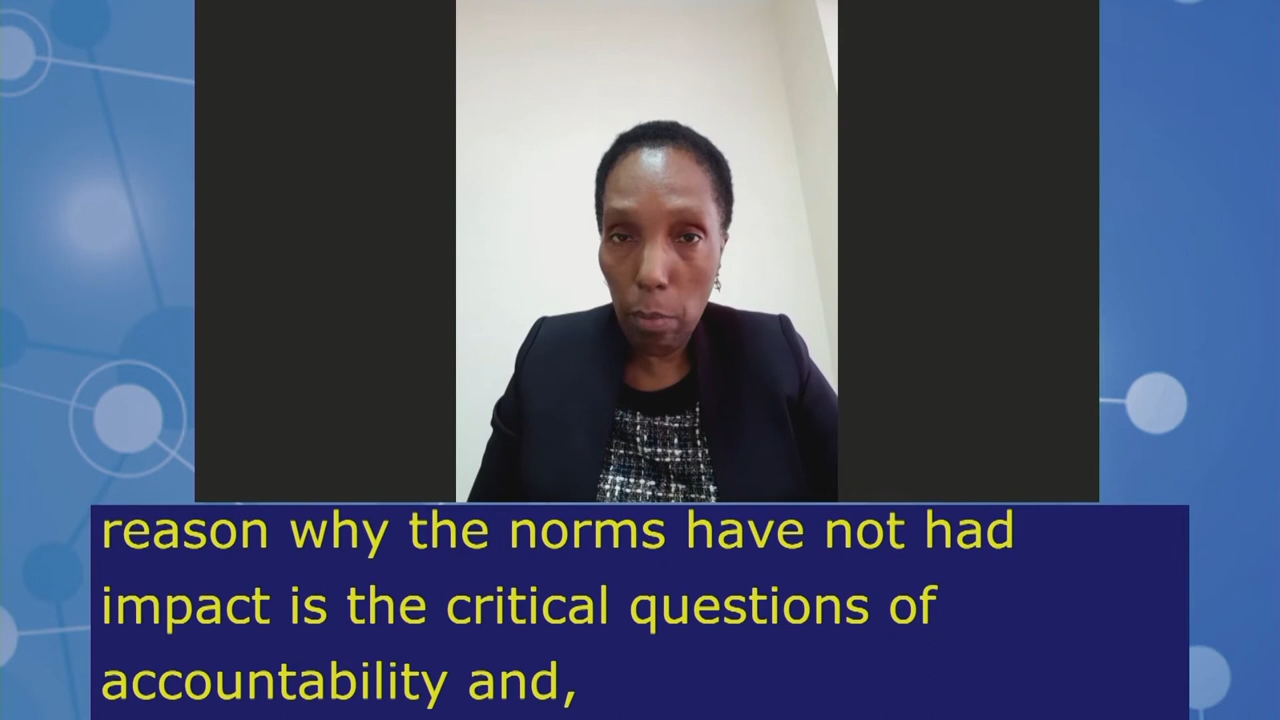 reason why the norms have not had
impact is the critical questions of
accountability and,